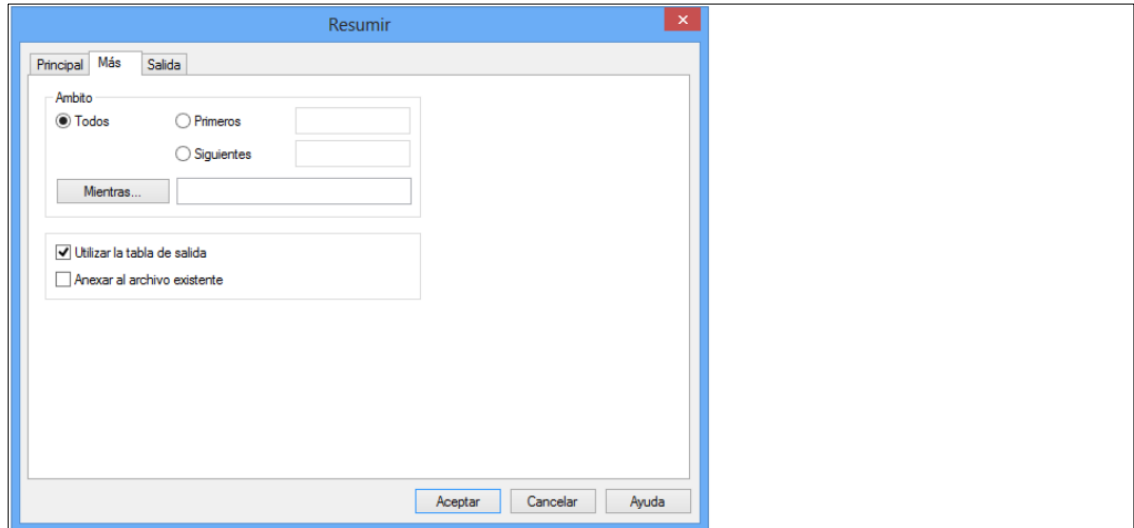 Resumir
Principal Más Salida
Ambito
Todos Primeros
Siguientes
Mientras...
Utilizar la tabla de salida
Anexar al archivo existente
Aceptar Cancelar Ayuda